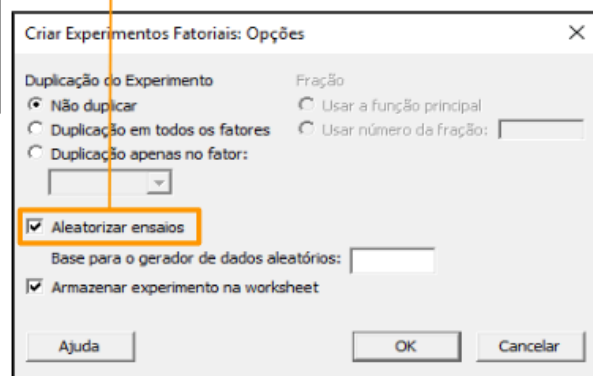 Criar Experimentos Fatoriais: Opções
Duplicação do Experimento
Não duplicar
Duplicação em todos os fatores
Duplicação apenas no fator:
Fração
Usar a função principal
Usar número da fração:
Aleatorizar ensaios
Base para o gerador de dados aleatórios:
Armazenar experimento na worksheet
Ajuda
OK
Cancelar